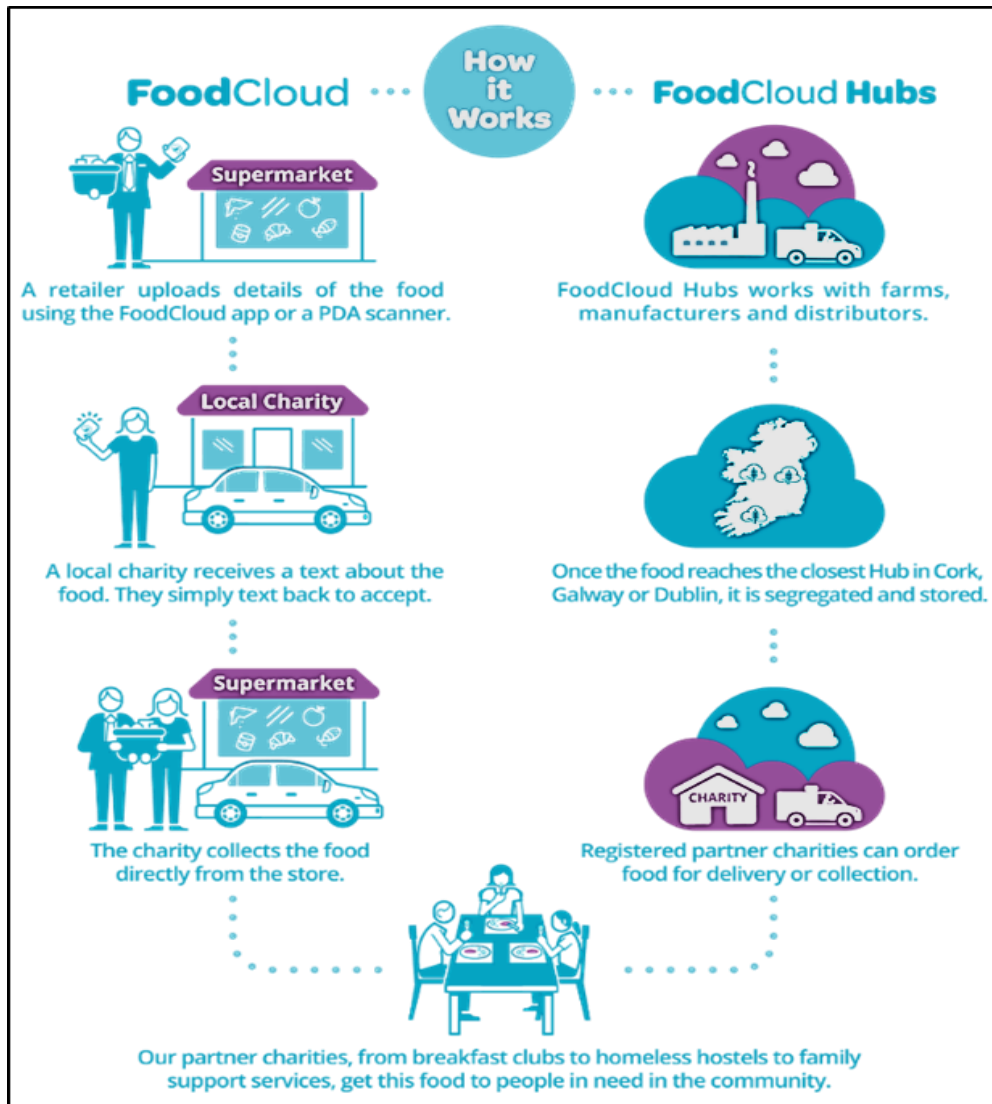 How
it
Works
FoodCloud
FoodCloud Hubs
Supermarket
A retailer uploads details of the food
using the FoodCloud app or a PDA scanner.
Local Charity
A local charity receives a text about the
food. They simply text back to accept.
Supermarket
The charity collects the food
directly from the store.
FoodCloud Hubs works with farms,
manufacturers and distributors.
Once the food reaches the closest Hub in Cork,
Galway or Dublin, it is segregated and stored.
CHARITY
Registered partner charities can order
food for delivery or collection.
Our partner charities, from breakfast clubs to homeless hostels to family
support services, get this food to people in need in the community.